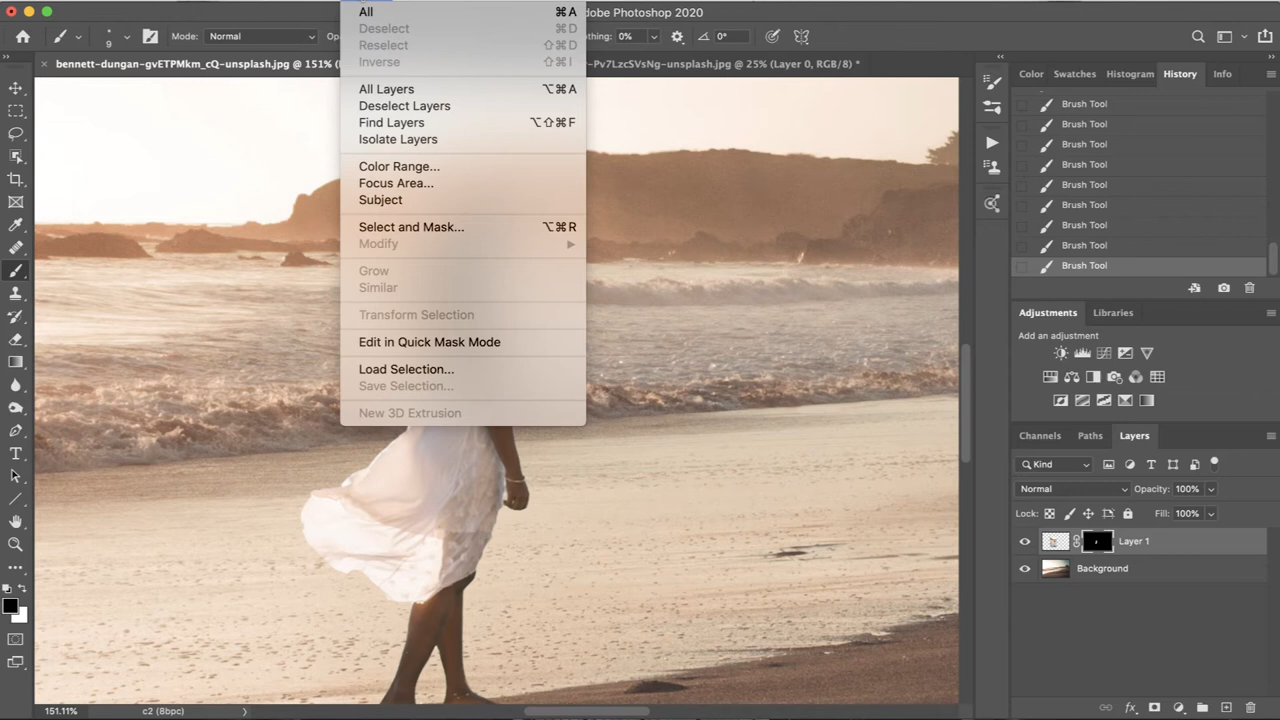 Adobe Photoshop 2020
9
Mode: Normal
0%
0°
bennett-dungan-gvETPMkm_cQ-unsplash.jpg @ 151%
-Pv7LzcSVsNg-unsplash.jpg @ 25% (Layer 0, RGB/8) *
All ⌘A
Deselect ⌘D
Reselect ⇧⌘D
Inverse ⇧⌘I
All Layers ⌥⌘A
Deselect Layers
Find Layers ⌥⇧⌘F
Isolate Layers
Color Range...
Focus Area...
Subject
Select and Mask... ⌥⌘R
Modify
Grow
Similar
Transform Selection
Edit in Quick Mask Mode
Load Selection...
Save Selection...
New 3D Extrusion
Color Swatches Histogram History Info
Brush Tool
Brush Tool
Brush Tool
Brush Tool
Brush Tool
Brush Tool
Brush Tool
Brush Tool
Brush Tool
Adjustments Libraries
Add an adjustment
Channels Paths Layers
Kind
Normal Opacity: 100%
Lock: Fill: 100%
Layer 1
Background
151.11% c2 (8bpc)